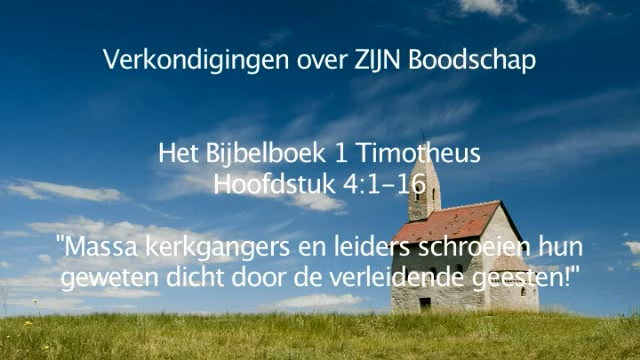 Verkondigingen over ZIJN Boodschap
Het Bijbelboek 1 Timotheus
Hoofdstuk 4:1-16
"Massa kerkgangers en leiders schroeien hun
geweten dicht door de verleidende geesten!"